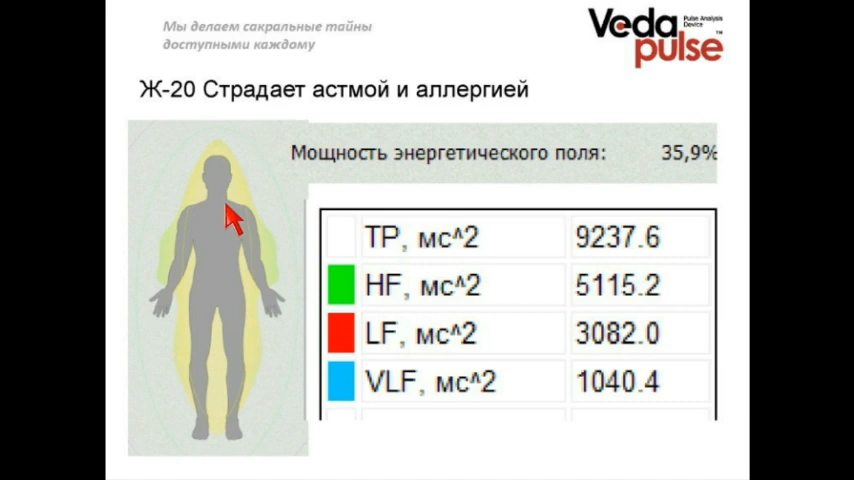 Мы делаем сакральные тайны
доступными каждому
Veda Pulse Analysis Device
pulse ™
Ж-20 Страдает астмой и аллергией
Мощность энергетического поля: 35,9%
TP, мс^2 9237.6
HF, мс^2 5115.2
LF, мс^2 3082.0
VLF, мс^2 1040.4